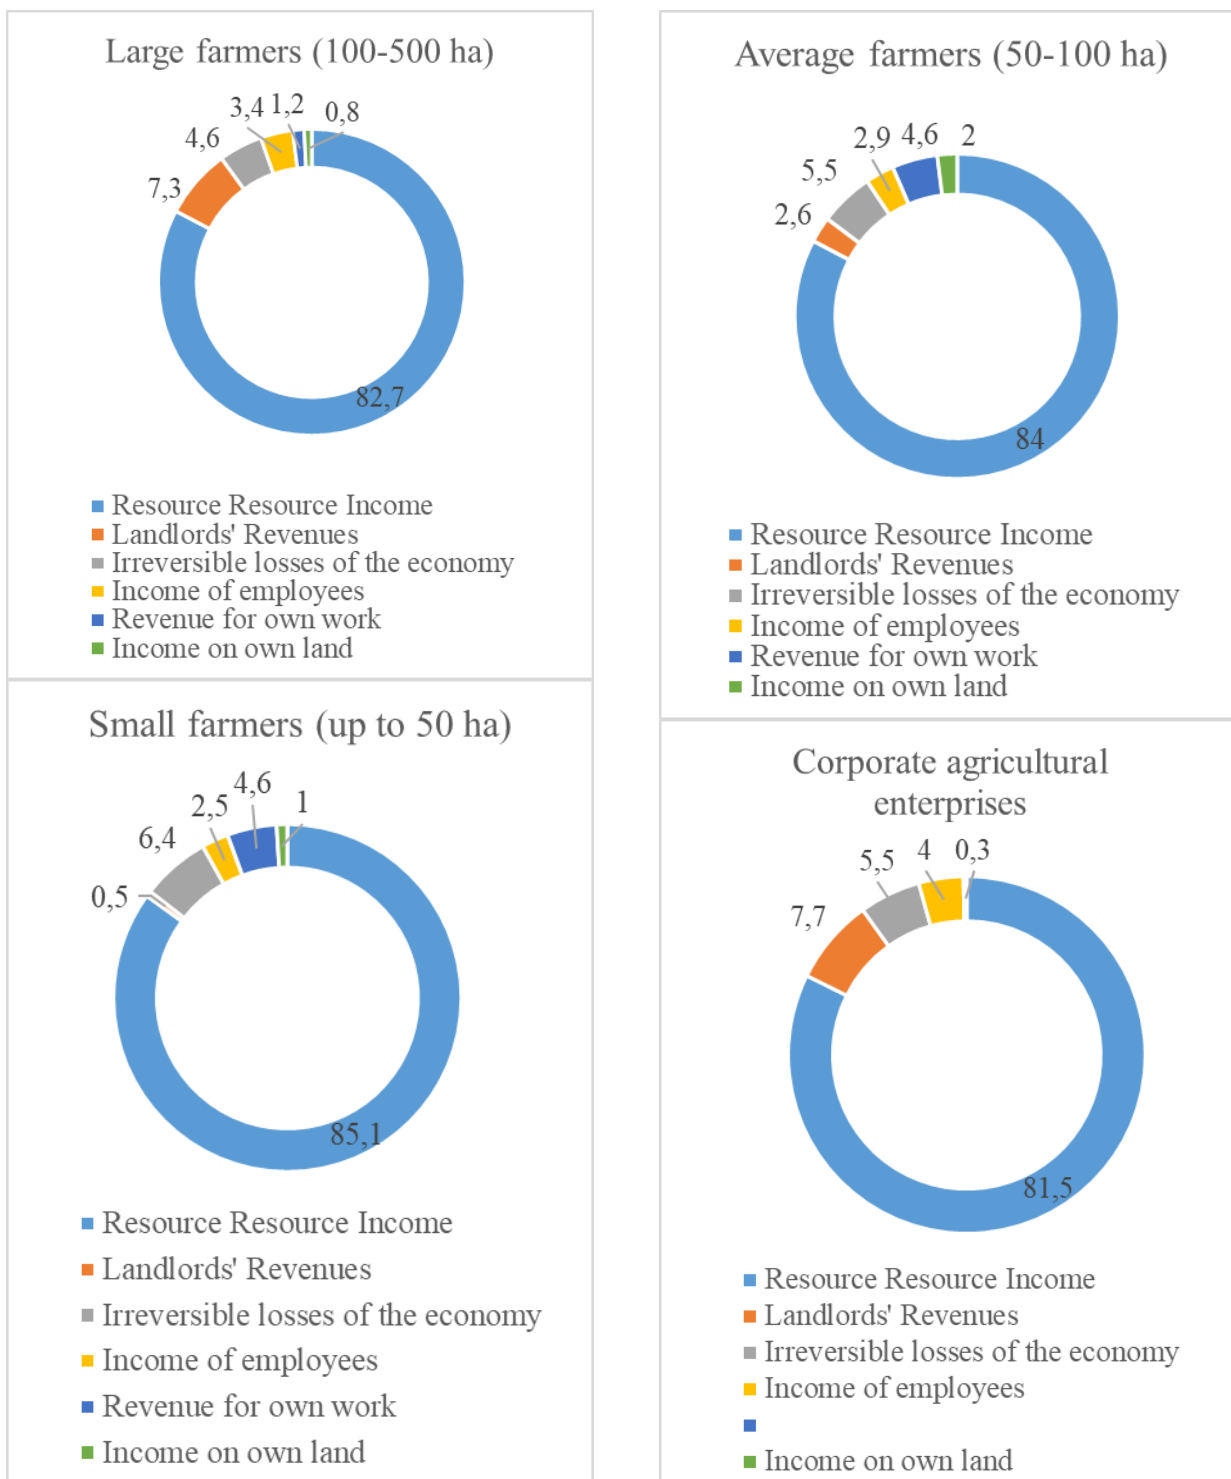 Large farmers (100-500 ha)
3,4
1,2
0,8
4,6
7,3
82,7
Resource Resource Income
Landlords' Revenues
Irreversible losses of the economy
Income of employees
Revenue for own work
Income on own land
Average farmers (50-100 ha)
2,9
4,6
2
5,5
2,6
84
Resource Resource Income
Landlords' Revenues
Irreversible losses of the economy
Income of employees
Revenue for own work
Income on own land
Small farmers (up to 50 ha)
4,6
2,5
1
6,4
0,5
85,1
Resource Resource Income
Landlords' Revenues
Irreversible losses of the economy
Income of employees
Revenue for own work
Income on own land
Corporate agricultural
enterprises
5,5
4
0,3
7,7
81,5
Resource Resource Income
Landlords' Revenues
Irreversible losses of the economy
Income of employees
Income on own land